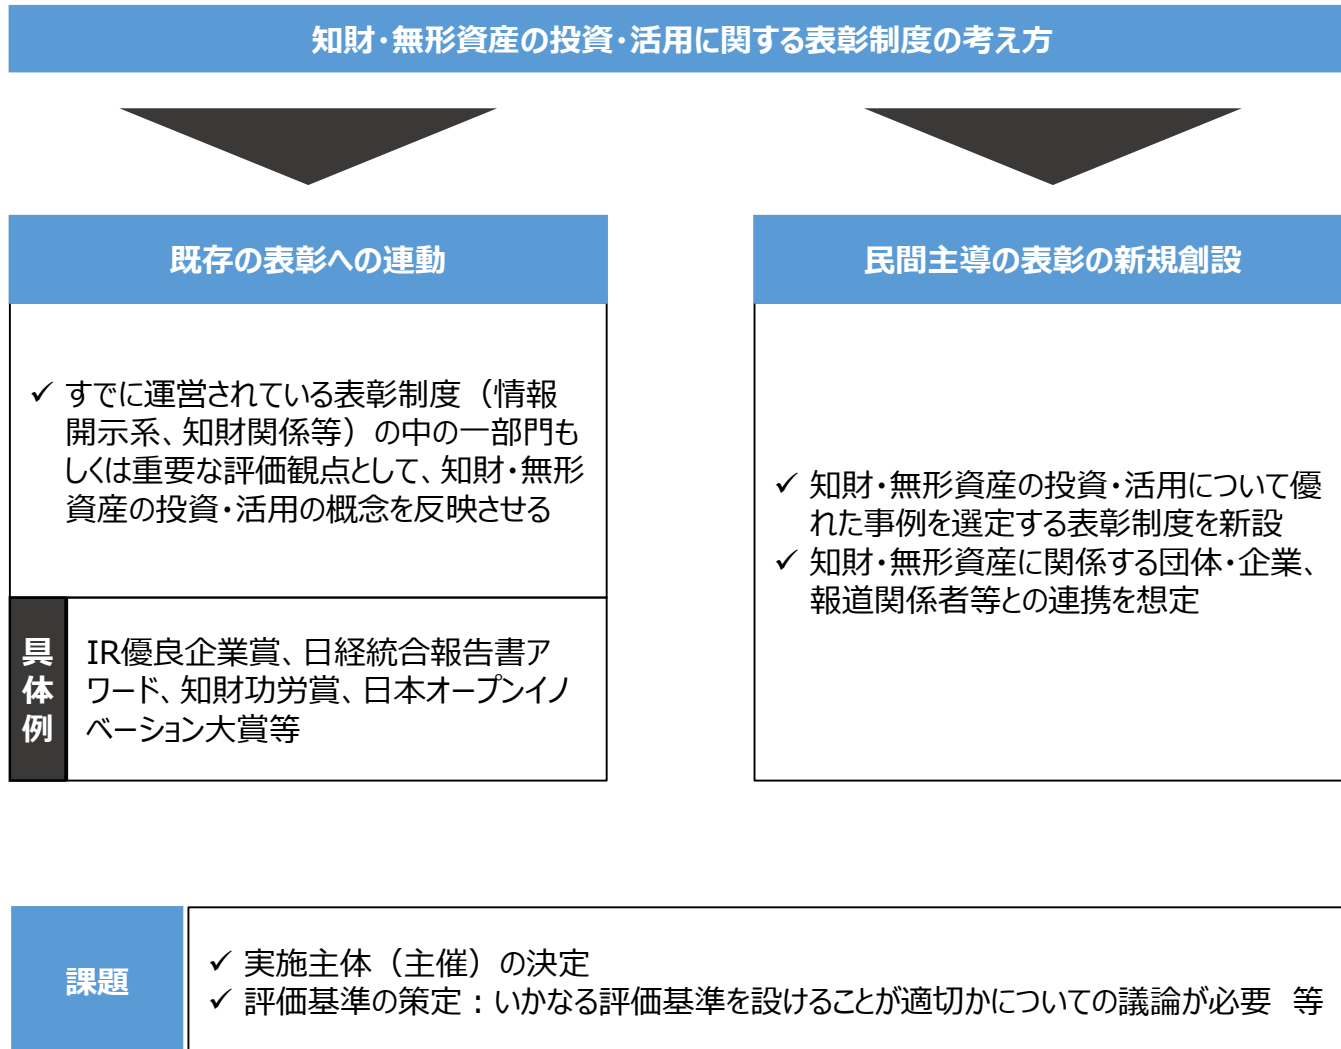 知財・無形資産の投資・活用に関する表彰制度の考え方
既存の表彰への連動
✓ すでに運営されている表彰制度（情報
開示系、知財関係等）の中の一部門も
しくは重要な評価観点として、知財・無形
資産の投資・活用の概念を反映させる
具体例
IR優良企業賞、日経統合報告書ア
ワード、知財功労賞、日本オープンイノ
ベーション大賞等
民間主導の表彰の新規創設
✓ 知財・無形資産の投資・活用について優
れた事例を選定する表彰制度を新設
✓ 知財・無形資産に関係する団体・企業、
報道関係者等との連携を想定
課題
✓ 実施主体（主催）の決定
✓ 評価基準の策定：いかなる評価基準を設けることが適切かについての議論が必要　等